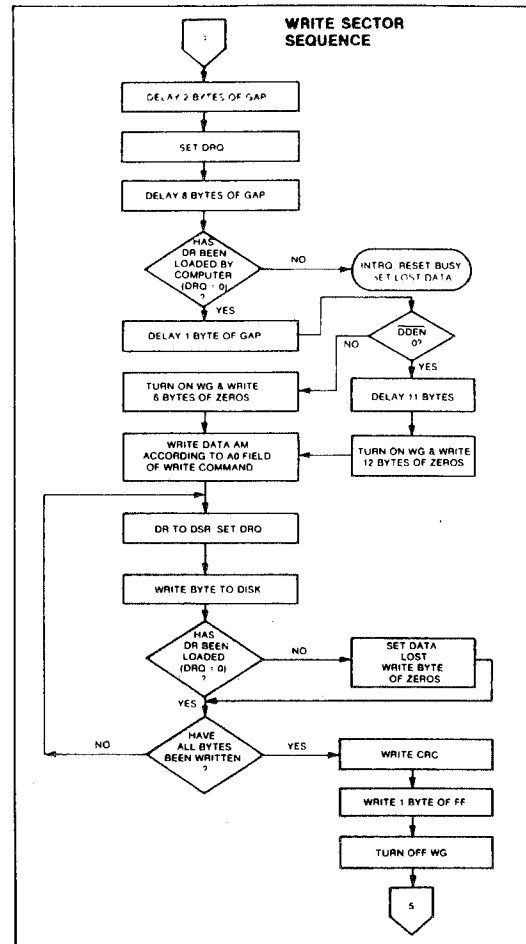 WRITE SECTOR
SEQUENCE
DELAY 2 BYTES OF GAP
SET DRQ
DELAY 8 BYTES OF GAP
HAS
DR BEEN
LOADED BY
COMPUTER
(DRQ = 0)
?
NO
INTRQ, RESET BUSY
SET LOST DATA
YES
DELAY 1 BYTE OF GAP
DDEN
0?
NO
YES
TURN ON WG & WRITE
6 BYTES OF ZEROS
DELAY 11 BYTES
WRITE DATA AM
ACCORDING TO A0 FIELD
OF WRITE COMMAND
TURN ON WG & WRITE
12 BYTES OF ZEROS
DR TO DSR SET DRQ
WRITE BYTE TO DISK
HAS
DR BEEN
LOADED
(DRQ = 0)
?
NO
SET DATA
LOST
WRITE BYTE
OF ZEROS
YES
HAVE
ALL BYTES
BEEN WRITTEN
?
NO
YES
WRITE CRC
WRITE 1 BYTE OF FF
TURN OFF WG
5